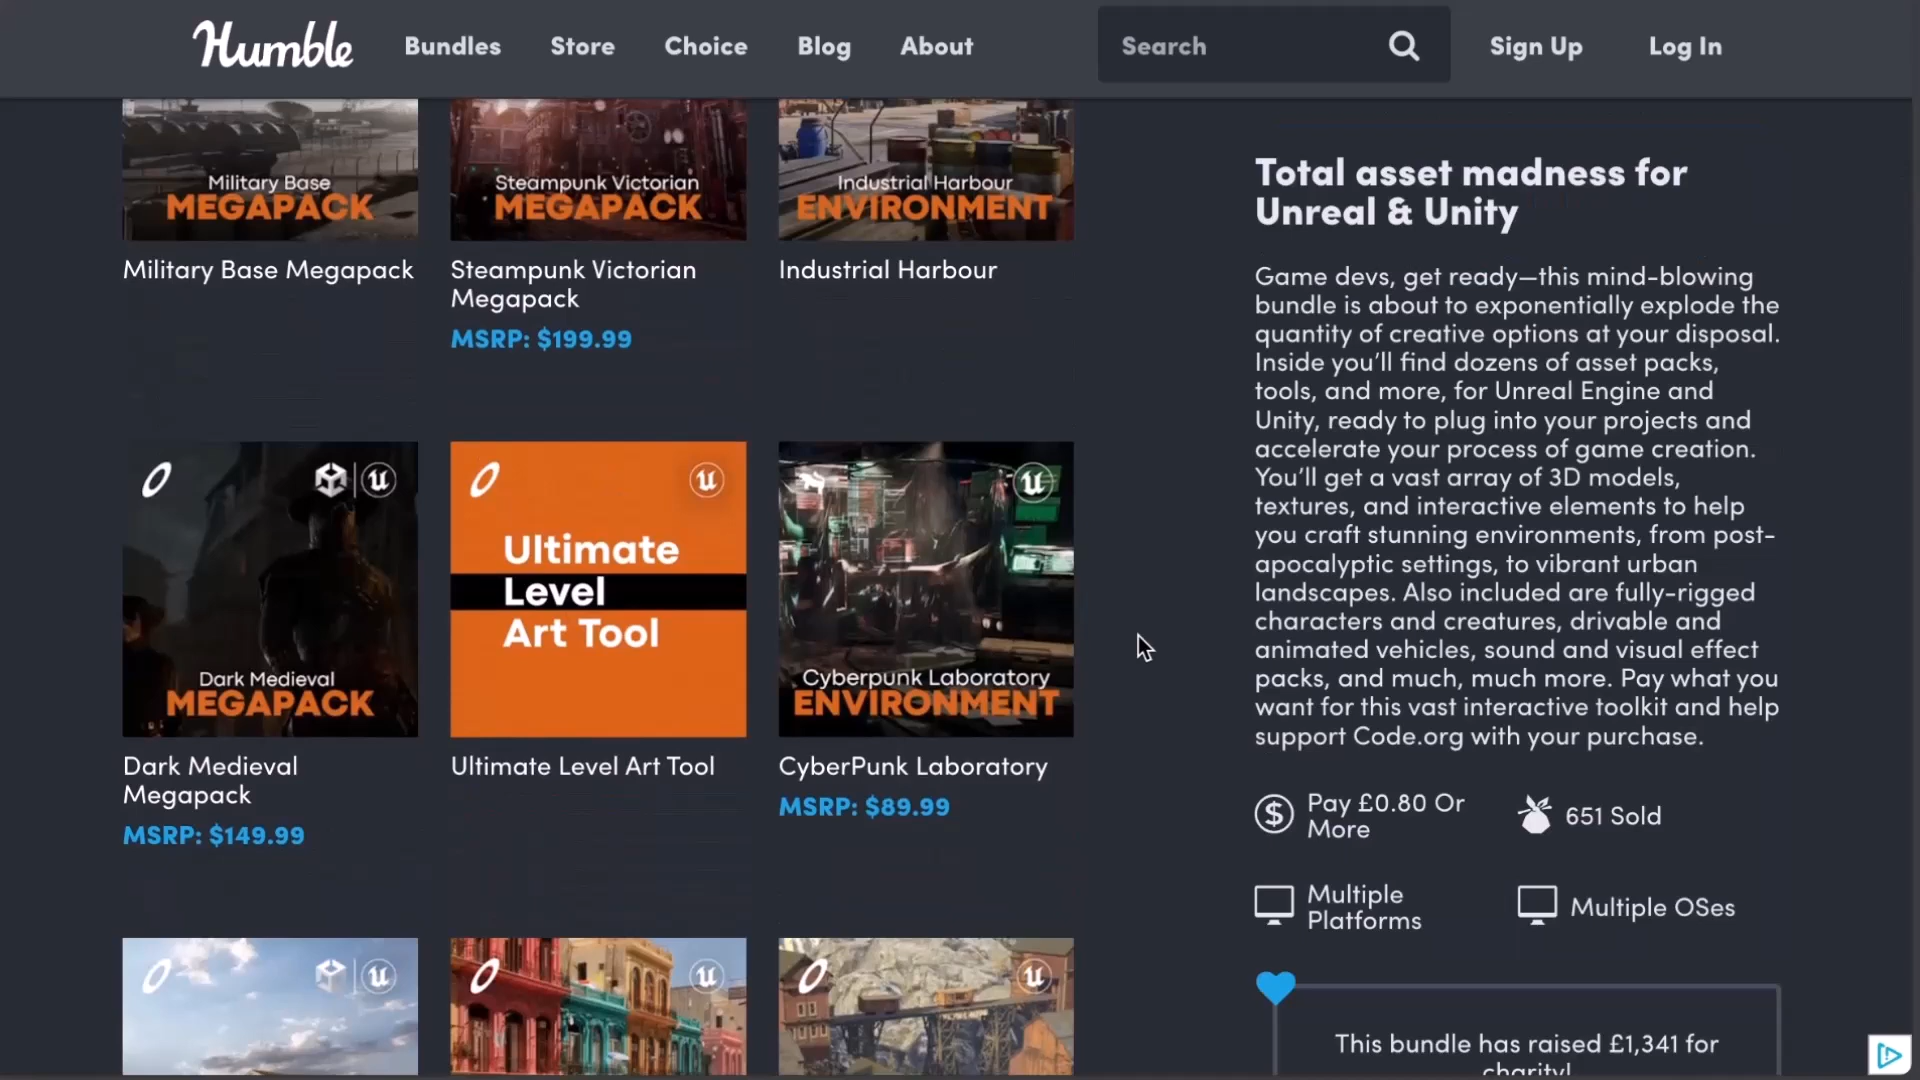 Humble
Bundles
Store
Choice
Blog
About
Search
Sign Up
Log In
Military Base
MEGAPACK
Military Base Megapack
Steampunk Victorian
MEGAPACK
Steampunk Victorian
Megapack
MSRP: $199.99
Industrial Harbour
ENVIRONMENT
Industrial Harbour
Dark Medieval
MEGAPACK
Dark Medieval
Megapack
MSRP: $149.99
Ultimate
Level
Art Tool
Ultimate Level Art Tool
Cyberpunk Laboratory
ENVIRONMENT
CyberPunk Laboratory
MSRP: $89.99
Total asset madness for
Unreal & Unity
Game devs, get ready—this mind-blowing
bundle is about to exponentially explode the
quantity of creative options at your disposal.
Inside you’ll find dozens of asset packs,
tools, and more, for Unreal Engine and
Unity, ready to plug into your projects and
accelerate your process of game creation.
You’ll get a vast array of 3D models,
textures, and interactive elements to help
you craft stunning environments, from post-
apocalyptic settings, to vibrant urban
landscapes. Also included are fully-rigged
characters and creatures, drivable and
animated vehicles, sound and visual effect
packs, and much, much more. Pay what you
want for this vast interactive toolkit and help
support Code.org with your purchase.
Pay £0.80 Or
More
651 Sold
Multiple
Platforms
Multiple OSes
This bundle has raised £1,341 for
charity!